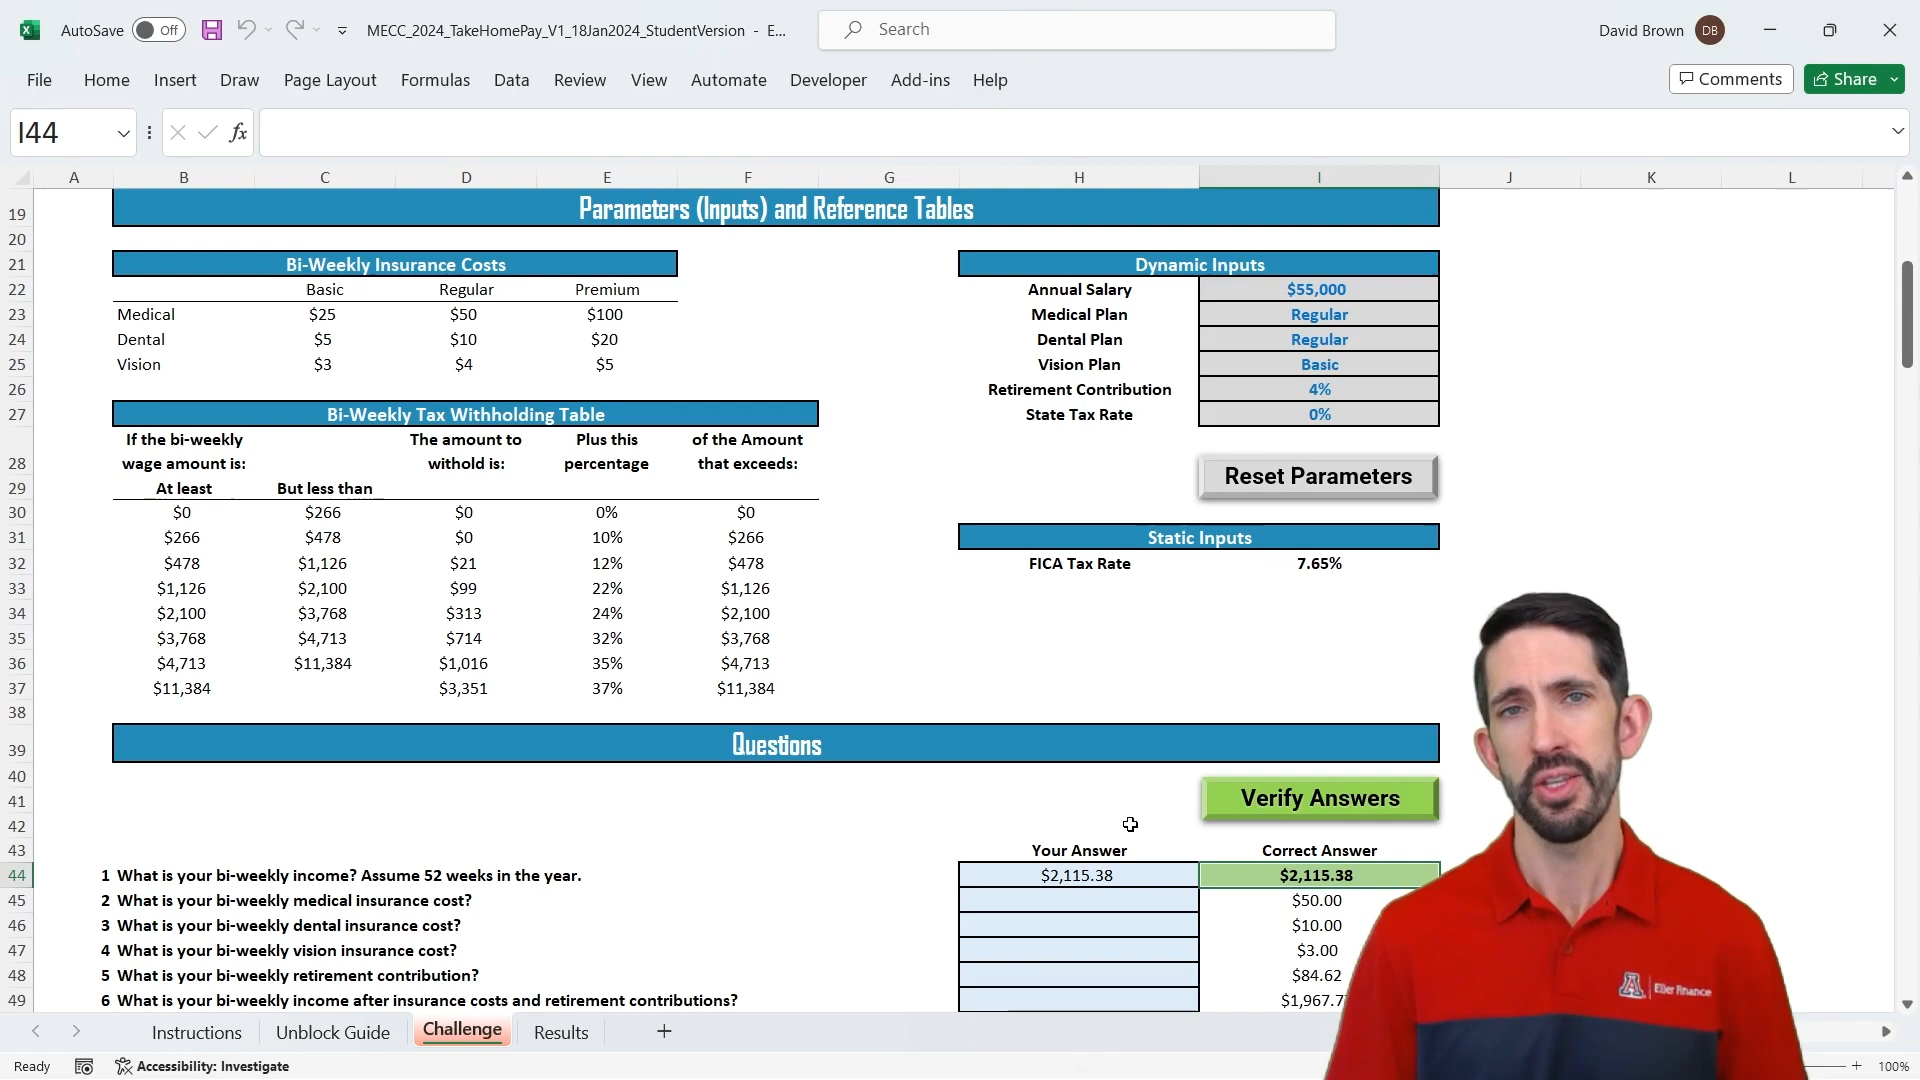 AutoSave Off MECC_2024_TakeHomePay_V1_18Jan2024_StudentVersion - E... Search David Brown DB
File Home Insert Draw Page Layout Formulas Data Review View Automate Developer Add-ins Help Comments Share
I44 fx
A B C D E F G H I J K L
19 Parameters (Inputs) and Reference Tables
20
21 Bi-Weekly Insurance Costs Dynamic Inputs
22 Basic Regular Premium Annual Salary $55,000
23 Medical $25 $50 $100 Medical Plan Regular
24 Dental $5 $10 $20 Dental Plan Regular
25 Vision $3 $4 $5 Vision Plan Basic
26 Retirement Contribution 4%
27 Bi-Weekly Tax Withholding Table State Tax Rate 0%
If the bi-weekly The amount to Plus this of the Amount
28 wage amount is: withold is: percentage that exceeds: Reset Parameters
29 At least But less than
30 $0 $266 $0 0% $0
31 $266 $478 $0 10% $266 Static Inputs
32 $478 $1,126 $21 12% $478 FICA Tax Rate 7.65%
33 $1,126 $2,100 $99 22% $1,126
34 $2,100 $3,768 $313 24% $2,100
35 $3,768 $4,713 $714 32% $3,768
36 $4,713 $11,384 $1,016 35% $4,713
37 $11,384 $3,351 37% $11,384
38
39 Questions
40
41 Verify Answers
42
43 Your Answer Correct Answer
44 1 What is your bi-weekly income? Assume 52 weeks in the year. $2,115.38 $2,115.38
45 2 What is your bi-weekly medical insurance cost? $50.00
46 3 What is your bi-weekly dental insurance cost? $10.00
47 4 What is your bi-weekly vision insurance cost? $3.00
48 5 What is your bi-weekly retirement contribution? $84.62
49 6 What is your bi-weekly income after insurance costs and retirement contributions? $1,967.7
A Eller Finance
Instructions Unblock Guide Challenge Results
Ready Accessibility: Investigate 100%